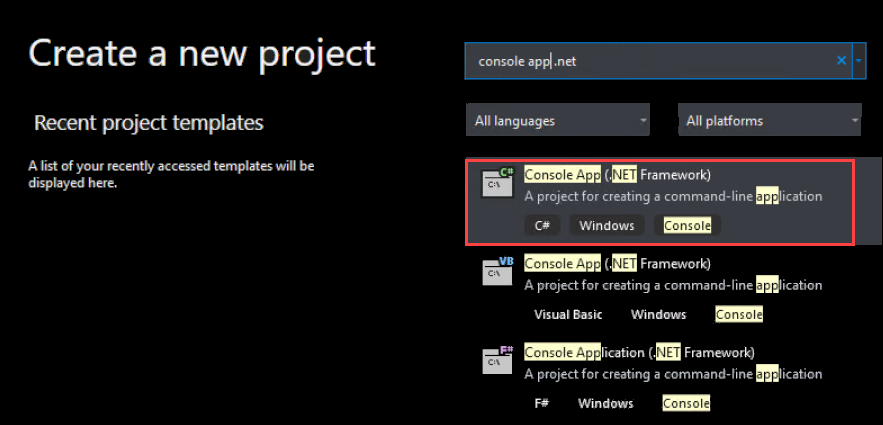 Create a new project
console app.net
Recent project templates
All languages
All platforms
A list of your recently accessed templates will be
displayed here.
C#
C:\
Console App (.NET Framework)
A project for creating a command-line application
C#
Windows
Console
VB
C:\
Console App (.NET Framework)
A project for creating a command-line application
Visual Basic
Windows
Console
F#
C:\
Console Application (.NET Framework)
A project for creating a command-line application
F#
Windows
Console